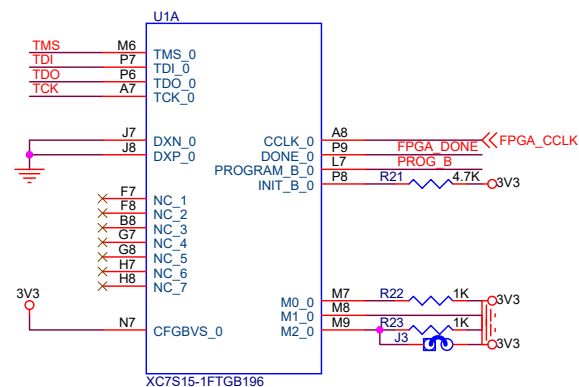 U1A
TMS M6 TMS_0
TDI P7 TDI_0
TDO P6 TDO_0
TCK A7 TCK_0
J7 DXN_0 CCLK_0 A8 FPGA_CCLK
J8 DXP_0 DONE_0 P9 FPGA_DONE
PROGRAM_B_0 L7 PROG_B
INIT_B_0 P8 R21 4.7K 3V3
F7 NC_1
F8 NC_2
B8 NC_3
G7 NC_4
G8 NC_5
H7 NC_6
H8 NC_7
3V3 M0_0 M7 R22 1K 3V3
M1_0 M8
N7 CFGBVS_0 M2_0 M9 R23 1K
J3 3V3
XC7S15-1FTGB196